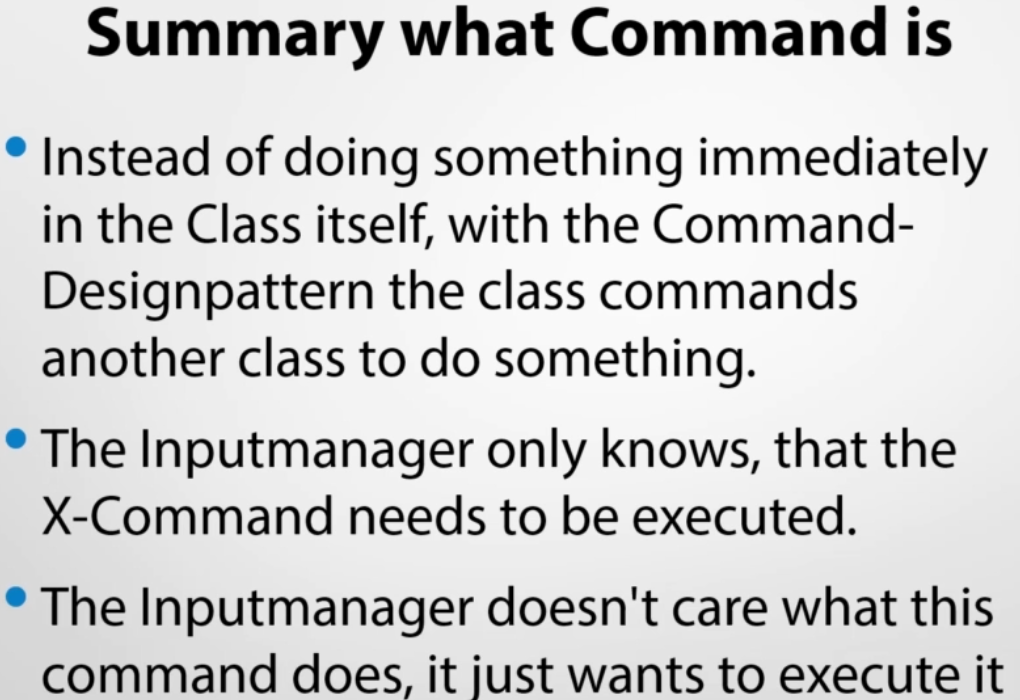 Summary what Command is
Instead of doing something immediately
in the Class itself, with the Command-
Designpattern the class commands
another class to do something.
The Inputmanager only knows, that the
X-Command needs to be executed.
The Inputmanager doesn't care what this
command does, it just wants to execute it